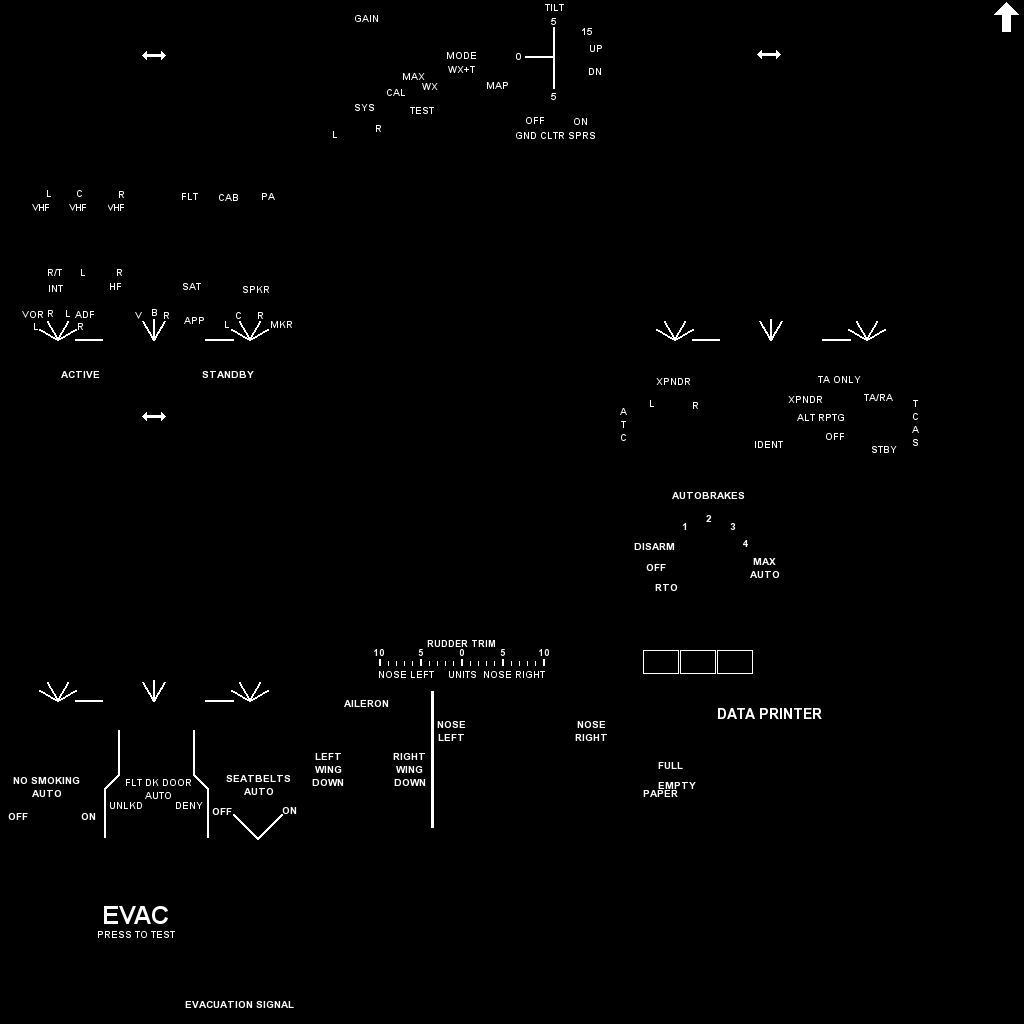 GAIN
TILT
5
15
UP
0
DN
5
MODE
WX+T
MAX
WX
MAP
CAL
SYS
TEST
L
R
OFF
ON
GND CLTR SPRS
L C R
VHF VHF VHF
FLT CAB PA
R/T L R
INT HF
SAT
SPKR
VOR R L ADF
L R
V B R
APP
L C R
MKR
ACTIVE
STANDBY
XPNDR
L R
A
T
C
TA ONLY
XPNDR
TA/RA
ALT RPTG
OFF
IDENT
STBY
T
C
A
S
AUTOBRAKES
1 2 3
4
DISARM
OFF
RTO
MAX
AUTO
RUDDER TRIM
10 5 0 5 10
NOSE LEFT UNITS NOSE RIGHT
AILERON
NOSE
LEFT
NOSE
RIGHT
LEFT
WING
DOWN
RIGHT
WING
DOWN
DATA PRINTER
FULL
EMPTY
PAPER
NO SMOKING
AUTO
OFF ON
FLT DK DOOR
AUTO
UNLKD DENY
SEATBELTS
AUTO
OFF ON
EVAC
PRESS TO TEST
EVACUATION SIGNAL